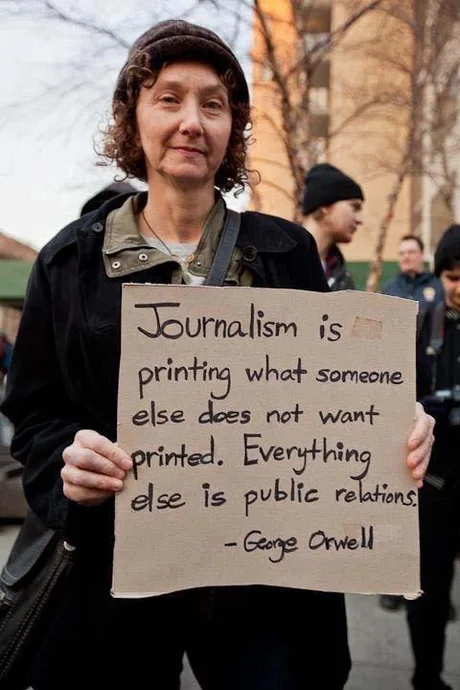 Journalism is
printing what someone
else does not want
printed. Everything
else is public relations.
- George Orwell